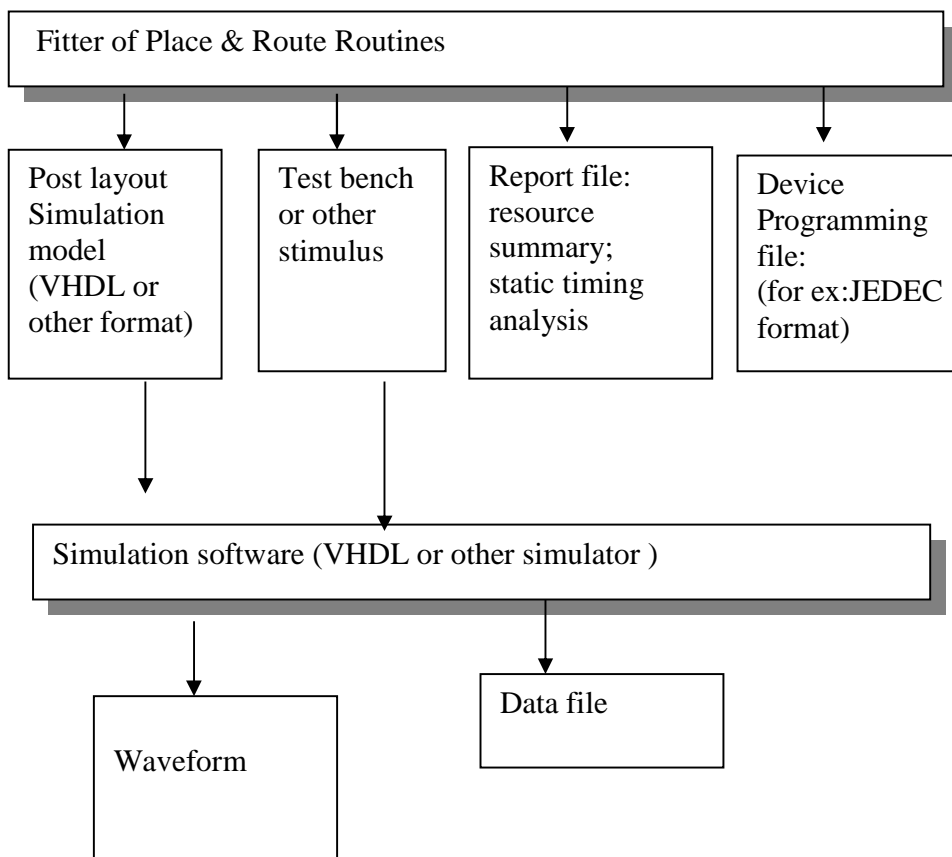 Fitter of Place & Route Routines
Post layout
Simulation
model
(VHDL or
other format)
Test bench
or other
stimulus
Report file:
resource
summary;
static timing
analysis
Device
Programming
file:
(for ex:JEDEC
format)
Simulation software (VHDL or other simulator )
Waveform
Data file